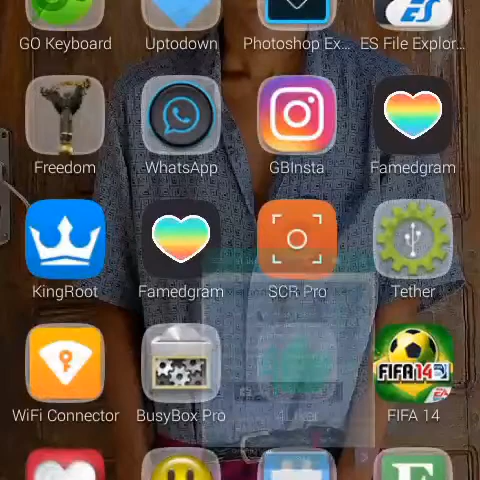 GO Keyboard
Uptodown
Photoshop Ex...
ES File Explor...
Freedom
WhatsApp
GBInsta
Famedgram
KingRoot
Famedgram
SCR Pro
Tether
WiFi Connector
BusyBox Pro
4Liker
FIFA 14